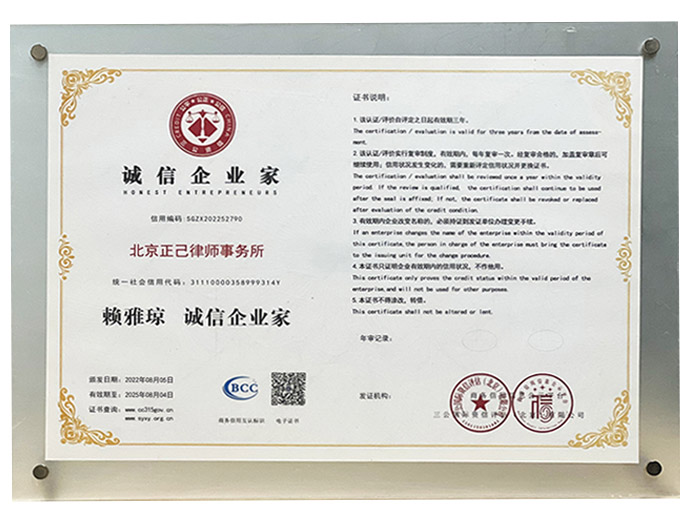 诚信企业家
HONEST ENTREPRENEURS
信用编码：SGZX202252790
北京正己律师事务所
统一社会信用代码：31110000358999314Y
赖雅琼 诚信企业家
颁发日期：2022年08月05日
有效期至：2025年08月04日
证书查询：www.cc315gov.cn
www.syxy.org.cn
BCC
商务信用互认标识
电子证书
证书说明：
1.该认证/评价自评定之日起有效期三年。
The certification / evaluation is valid for three years from the date of assess-
ment.
2.该认证/评价实行复审制度，有效期内，每年复审一次，经复审合格的，加盖复审章后可
继续使用；信用状况发生变化的，需要重新评定信用状况并更换证书。
The certification / evaluation shall be reviewed once a year within the validity
period. If the review is qualified, the certification shall continue to be used
after the seal is affixed; If not, the certificate shall be revoked or replaced
after evaluation of the credit condition.
3.有效期内企业改变名称的，必须持证到发证单位办理变更手续。
If an enterprise changes the name of the enterprise within the validity period of
this certificate,the person in charge of the enterprise must bring the certificate
to the issuing unit for the change procedure.
4.本证书只证明企业有效期内的信用状况，不作他用。
This certificate only proves the credit status within the valid period of the
enterprise,and will not be used for other purposes.
5.本证书不得涂改，转借。
This certificate shall not be altered or lent.
年审记录：
发证机构：